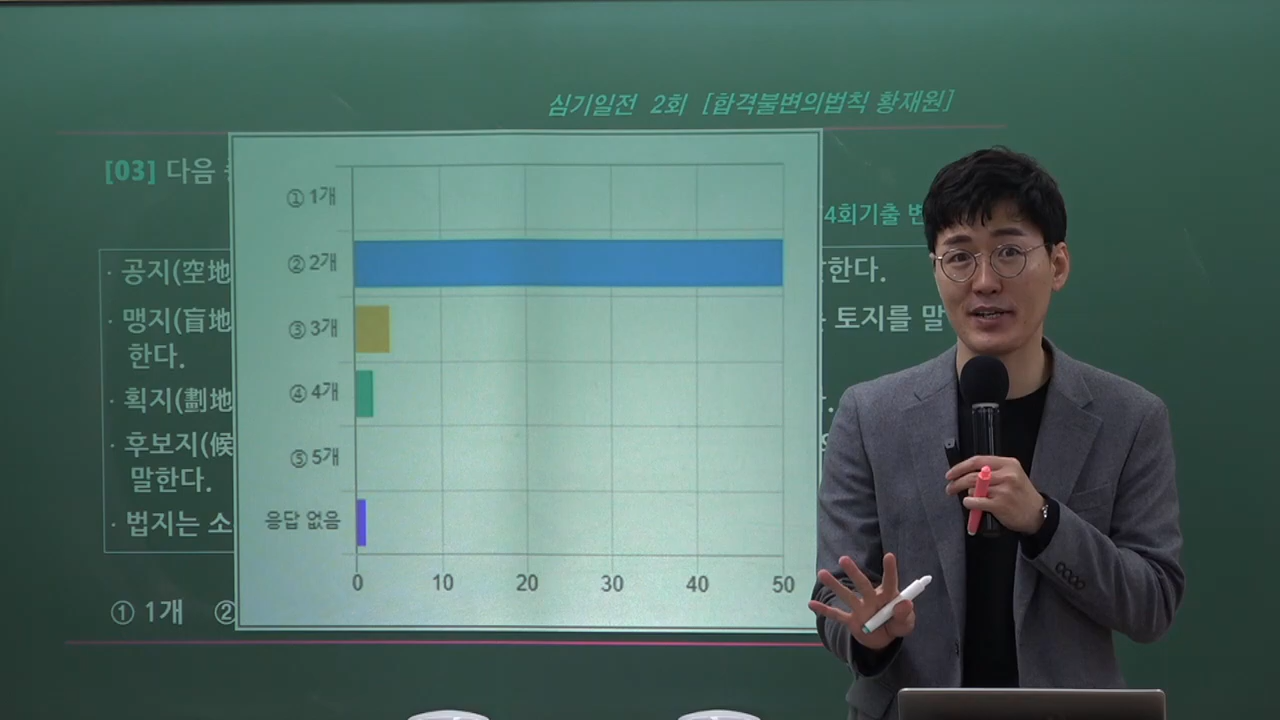 심기일전 2회 [합격불변의법칙 황재원]
[03] 다음
4회기출 변
· 공지(空地
말한다.
· 맹지(盲地
토지를 말
한다.
· 획지(劃地
· 후보지(候
말한다.
· 법지는 소
① 1개 ②
① 1개
② 2개
③ 3개
④ 4개
⑤ 5개
응답 없음
0 10 20 30 40 50